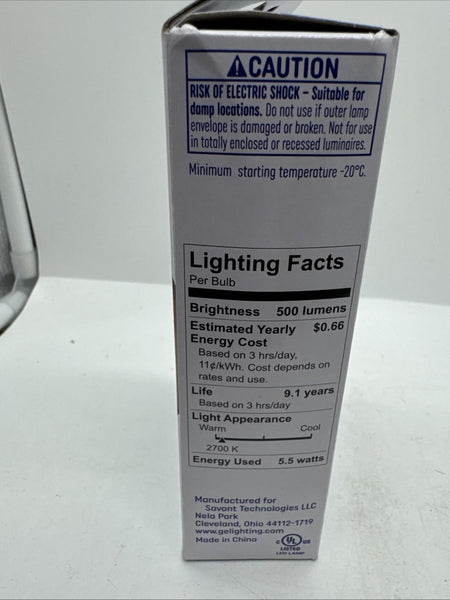 CAUTION
RISK OF ELECTRIC SHOCK – Suitable for
damp locations. Do not use if outer lamp
envelope is damaged or broken. Not for use
in totally enclosed or recessed luminaires.
Minimum starting temperature -20°C.
Lighting Facts
Per Bulb
Brightness 500 lumens
Estimated Yearly $0.66
Energy Cost
Based on 3 hrs/day,
11¢/kWh. Cost depends on
rates and use.
Life 9.1 years
Based on 3 hrs/day
Light Appearance
Warm Cool
2700 K
Energy Used 5.5 watts
Manufactured for
Savant Technologies LLC
Nela Park
Cleveland, Ohio 44112-1719
www.gelighting.com
Made in China
C UL US
LISTED
LED LAMP